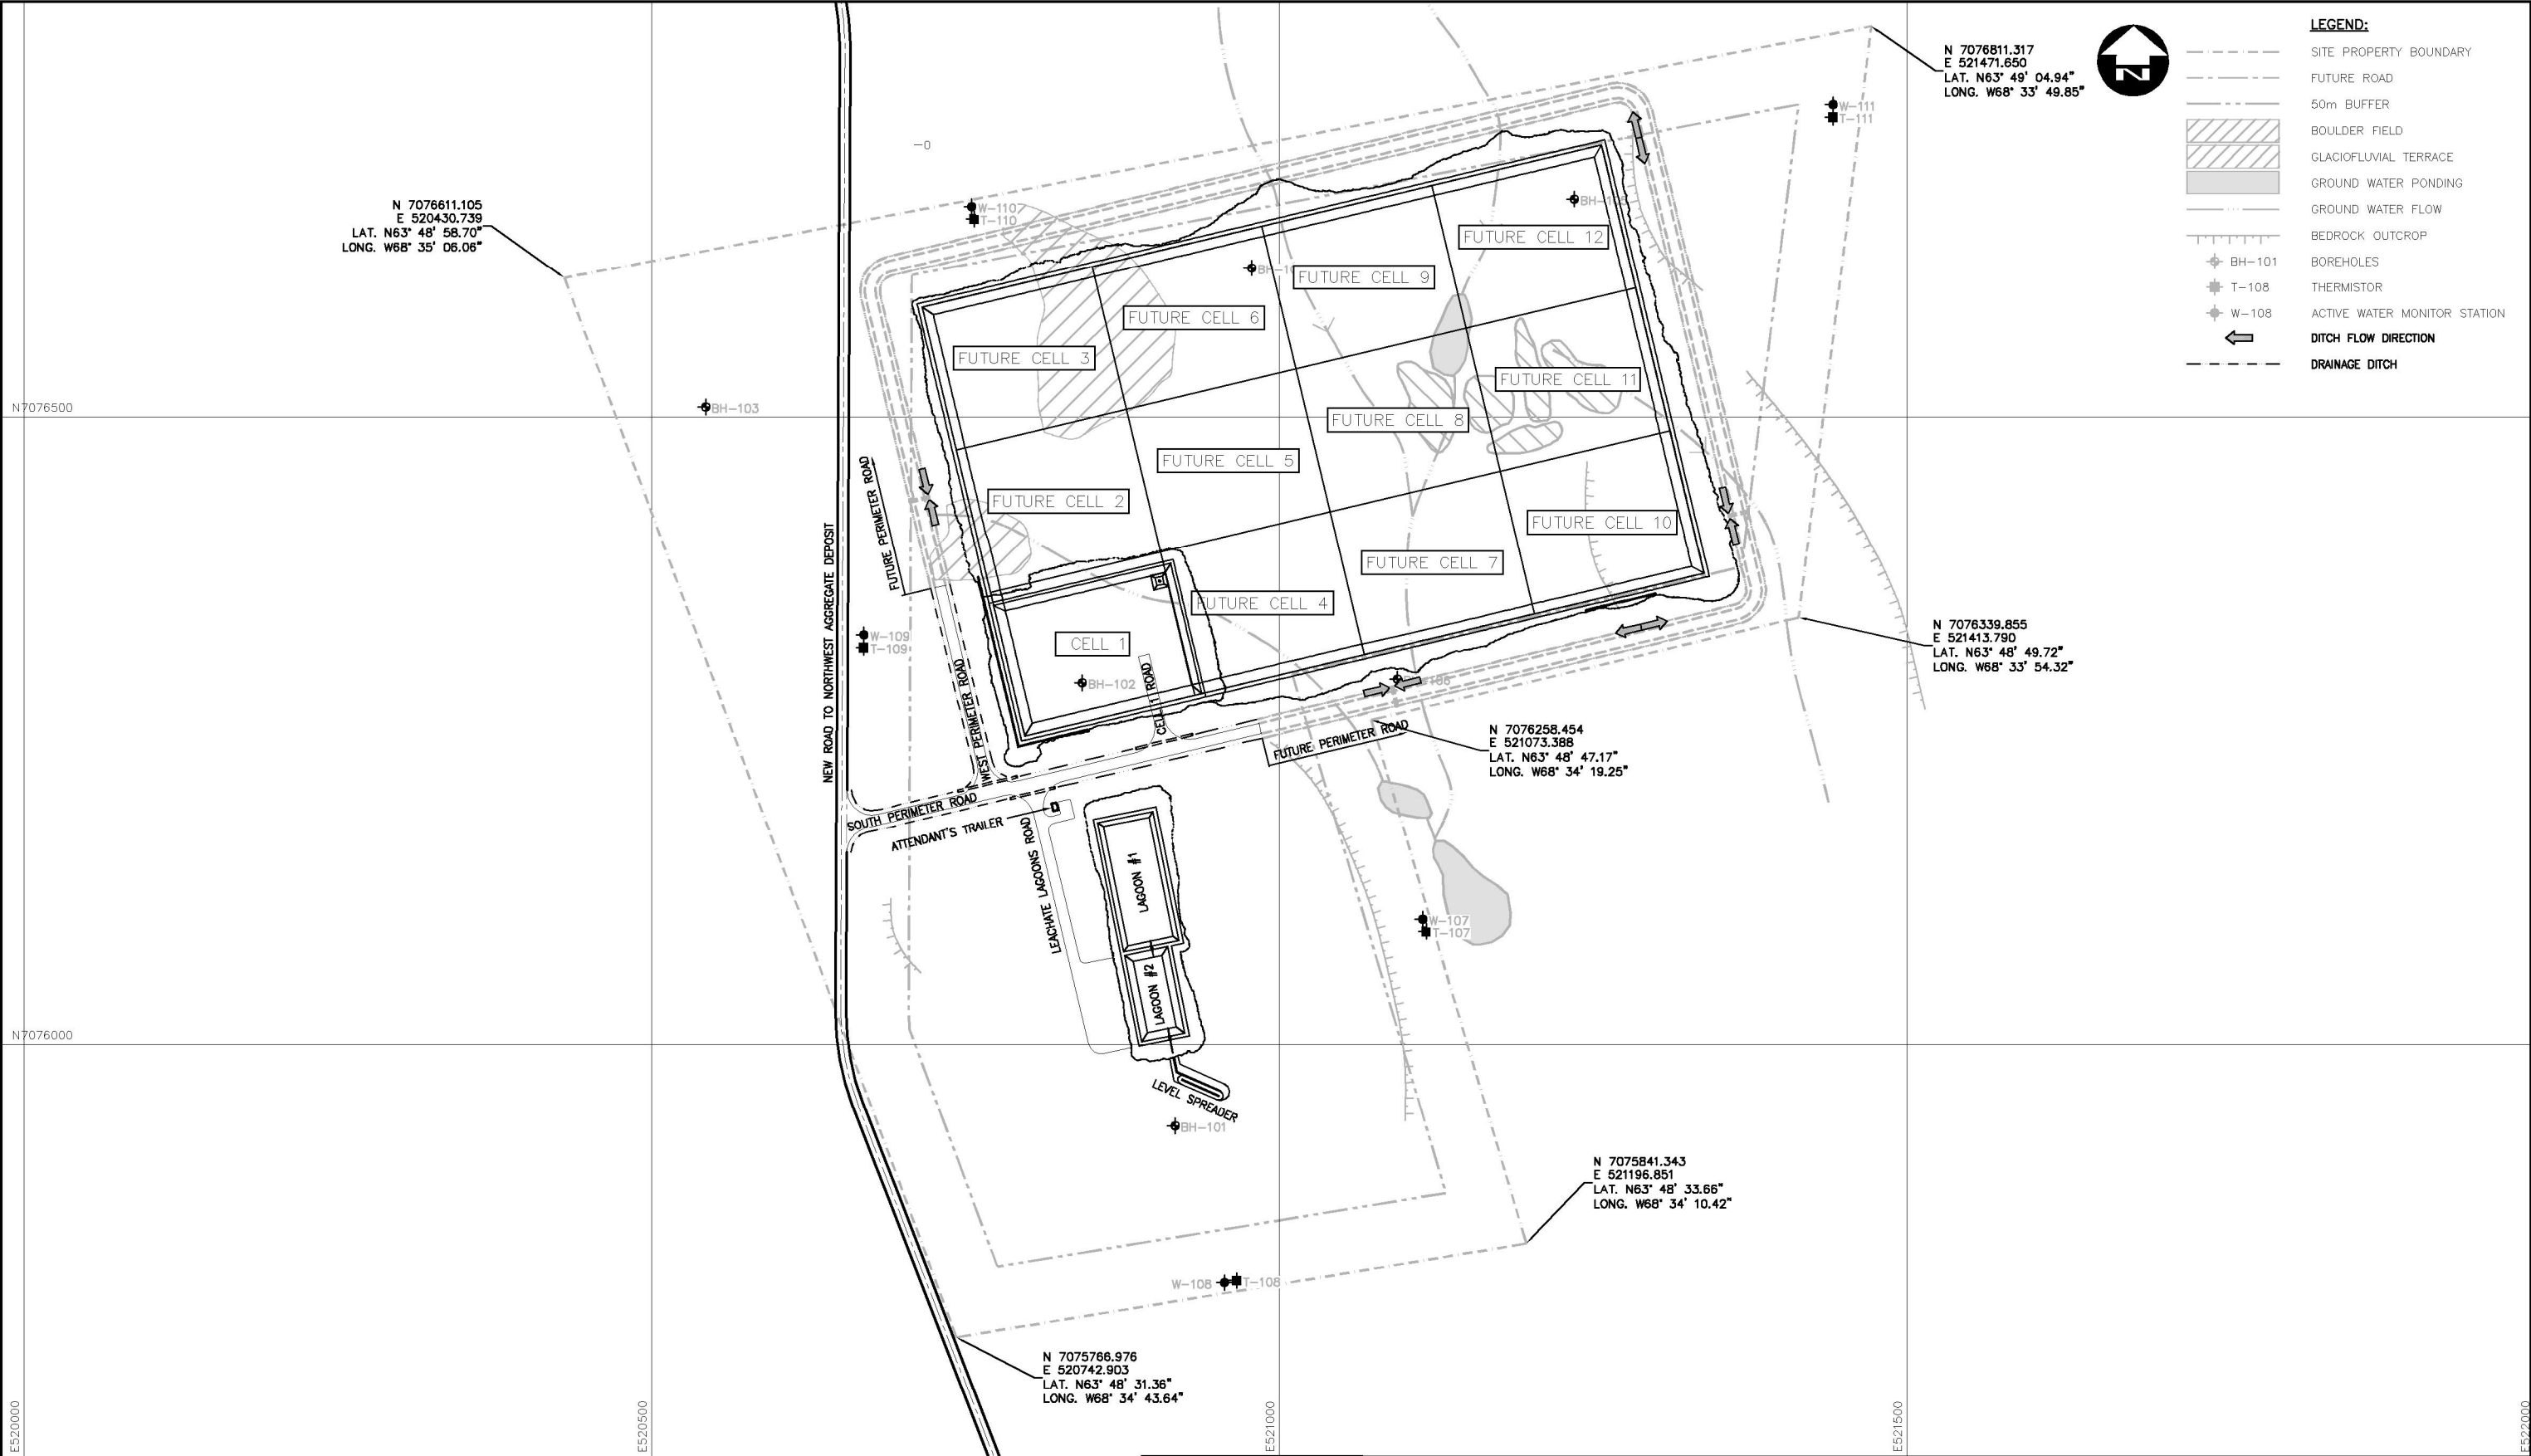 LEGEND:
SITE PROPERTY BOUNDARY
FUTURE ROAD
50m BUFFER
BOULDER FIELD
GLACIOFLUVIAL TERRACE
GROUND WATER PONDING
GROUND WATER FLOW
BEDROCK OUTCROP
BH-101 BOREHOLES
T-108 THERMISTOR
W-108 ACTIVE WATER MONITOR STATION
DITCH FLOW DIRECTION
DRAINAGE DITCH
N
N 7076811.317
E 521471.650
LAT. N63° 49' 04.94"
LONG. W68° 33' 49.85"
W-111
T-111
-0
N 7076611.105
E 520430.739
LAT. N63° 48' 58.70"
LONG. W68° 35' 06.06"
W-110
T-110
FUTURE CELL 12
FUTURE CELL 9
FUTURE CELL 6
FUTURE CELL 3
FUTURE CELL 11
FUTURE CELL 8
FUTURE CELL 5
FUTURE CELL 2
FUTURE CELL 10
FUTURE CELL 7
FUTURE CELL 4
CELL 1
N7076500
BH-103
FUTURE PERIMETER ROAD
NEW ROAD TO NORTHWEST AGGREGATE DEPOSIT
W-109
T-109
WEST PERIMETER ROAD
BH-102
CELL 1 ROAD
N 7076339.855
E 521413.790
LAT. N63° 48' 49.72"
LONG. W68° 33' 54.32"
N 7076258.454
E 521073.388
LAT. N63° 48' 47.17"
LONG. W68° 34' 19.25"
FUTURE PERIMETER ROAD
SOUTH PERIMETER ROAD
ATTENDANT'S TRAILER
LEACHATE LAGOONS ROAD
LAGOON #1
LAGOON #2
W-107
T-107
N7076000
LEVEL SPREADER
BH-101
N 7075841.343
E 521196.851
LAT. N63° 48' 33.66"
LONG. W68° 34' 10.42"
W-108
T-108
N 7075766.976
E 520742.903
LAT. N63° 48' 31.36"
LONG. W68° 34' 43.64"
E520000
E520500
E521000
E521500
E522000